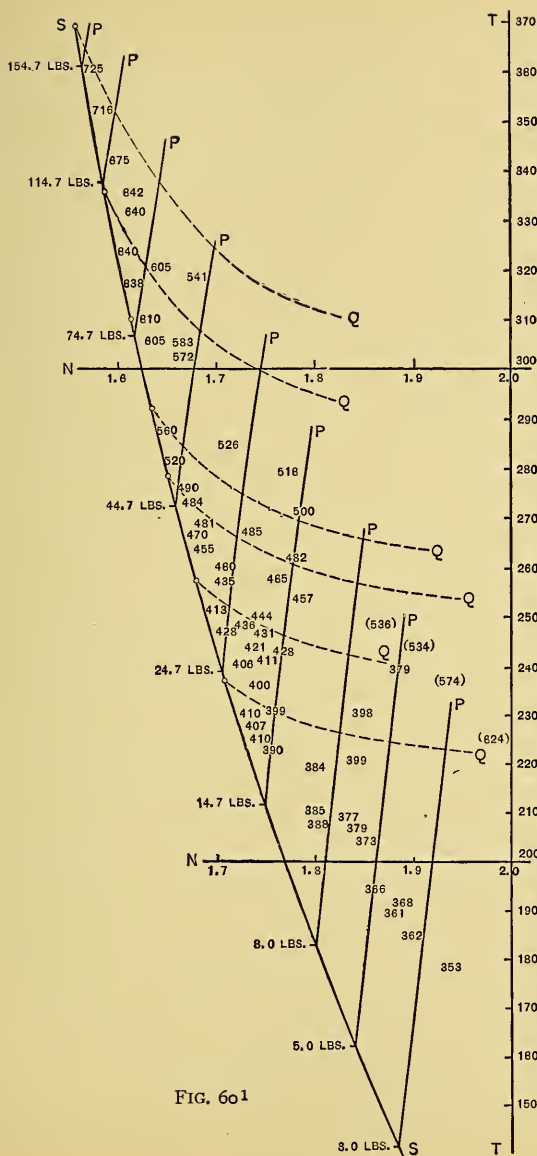 S P T 370
154.7 LBS. 725 360
716 350
675 P 340
114.7 LBS. 642
640 P 330
640 605 541 320
638 Q
610 310
74.7 LBS. 605 583 P
572 300
N 1.6 1.7 1.8 1.9 2.0
Q
560 290
526 P
520 518 280
490
484 500
44.7 LBS. 481 485 P 270
470 482 Q
455 460 465 260
435 457 Q
413 444 (536) P 250
428 436 431
421 428 Q (534)
406 411 379 240
24.7 LBS. 400 (574)
P
410 399 398 230
407
410 (624)
390 399 Q
384 220
14.7 LBS. 385 377 210
388 379
373
N 200
1.7 1.8 1.9 2.0
366 368 190
361
8.0 LBS. 362
353 180
170
5.0 LBS. 160
FIG. 60¹ 150
3.0 LBS. S T